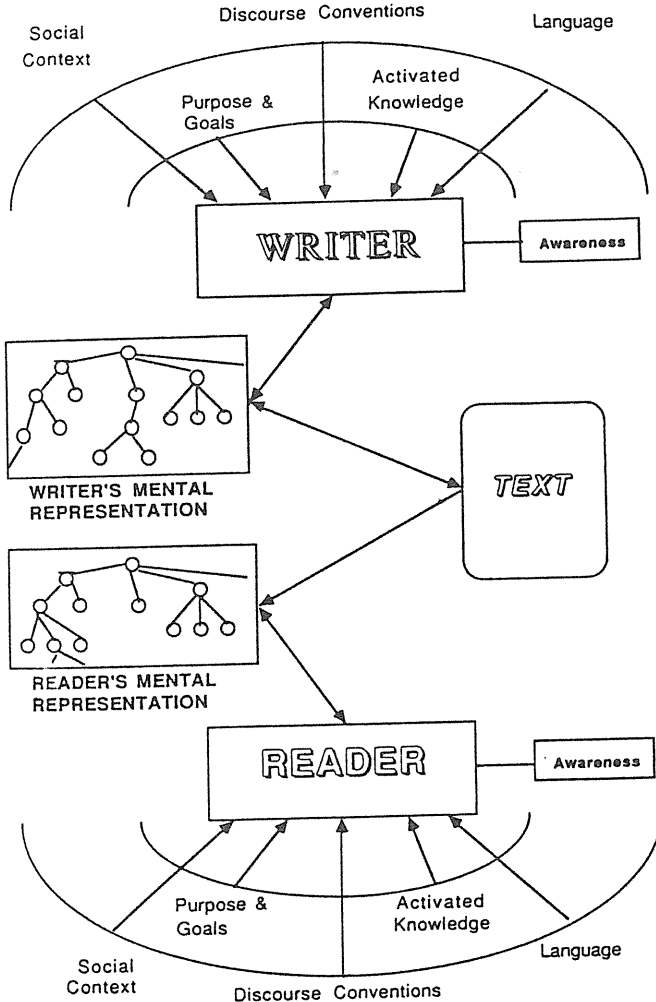 Discourse Conventions
Social
Context
Language
Purpose &
Goals
Activated
Knowledge
WRITER
Awareness
WRITER'S MENTAL
REPRESENTATION
TEXT
READER'S MENTAL
REPRESENTATION
READER
Awareness
Purpose &
Goals
Activated
Knowledge
Language
Social
Context
Discourse Conventions